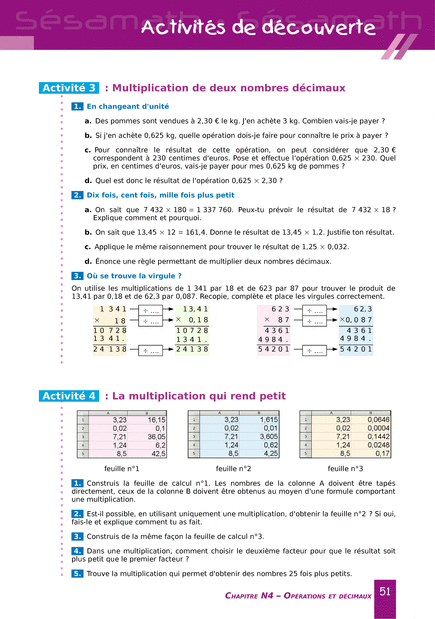 Sésamath
Sésamath
Activités de découverte
Activité 3 : Multiplication de deux nombres décimaux
1. En changeant d'unité
a. Des pommes sont vendues à 2,30 € le kg. J'en achète 3 kg. Combien vais-je payer ?
b. Si j'en achète 0,625 kg, quelle opération dois-je faire pour connaître le prix à payer ?
c. Pour connaître le résultat de cette opération, on peut considérer que 2,30 €
correspondent à 230 centimes d'euros. Pose et effectue l'opération 0,625 × 230. Quel
prix, en centimes d'euros, vais-je payer pour mes 0,625 kg de pommes ?
d. Quel est donc le résultat de l'opération 0,625 × 2,30 ?
2. Dix fois, cent fois, mille fois plus petit
a. On sait que 7 432 × 180 = 1 337 760. Peux-tu prévoir le résultat de 7 432 × 18 ?
Explique comment et pourquoi.
b. On sait que 13,45 × 12 = 161,4. Donne le résultat de 13,45 × 1,2. Justifie ton résultat.
c. Applique le même raisonnement pour trouver le résultat de 1,25 × 0,032.
d. Énonce une règle permettant de multiplier deux nombres décimaux.
3. Où se trouve la virgule ?
On utilise les multiplications de 1 341 par 18 et de 623 par 87 pour trouver le produit de
13,41 par 0,18 et de 62,3 par 0,087. Recopie, complète et place les virgules correctement.
1 3 4 1 ÷ .... 1 3,4 1 6 2 3 ÷ .... 6 2,3
× 1 8 ÷ .... × 0,1 8 × 8 7 ÷ .... × 0,0 8 7
1 0 7 2 8 1 0 7 2 8 4 3 6 1 4 3 6 1
1 3 4 1 . 1 3 4 1 . 4 9 8 4 . 4 9 8 4 .
2 4 1 3 8 ÷ .... 2 4 1 3 8 5 4 2 0 1 ÷ .... 5 4 2 0 1
Activité 4 : La multiplication qui rend petit
A B A B A B
1 3,23 16,15 1 3,23 1,615 1 3,23 0,0646
2 0,02 0,1 2 0,02 0,01 2 0,02 0,0004
3 7,21 36,05 3 7,21 3,605 3 7,21 0,1442
4 1,24 6,2 4 1,24 0,62 4 1,24 0,0248
5 8,5 42,5 5 8,5 4,25 5 8,5 0,17
feuille n°1 feuille n°2 feuille n°3
1. Construis la feuille de calcul n°1. Les nombres de la colonne A doivent être tapés
directement, ceux de la colonne B doivent être obtenus au moyen d'une formule comportant
une multiplication.
2. Est-il possible, en utilisant uniquement une multiplication, d'obtenir la feuille n°2 ? Si oui,
fais-le et explique comment tu as fait.
3. Construis de la même façon la feuille de calcul n°3.
4. Dans une multiplication, comment choisir le deuxième facteur pour que le résultat soit
plus petit que le premier facteur ?
5. Trouve la multiplication qui permet d'obtenir des nombres 25 fois plus petits.
CHAPITRE N4 – OPÉRATIONS ET DÉCIMAUX 51